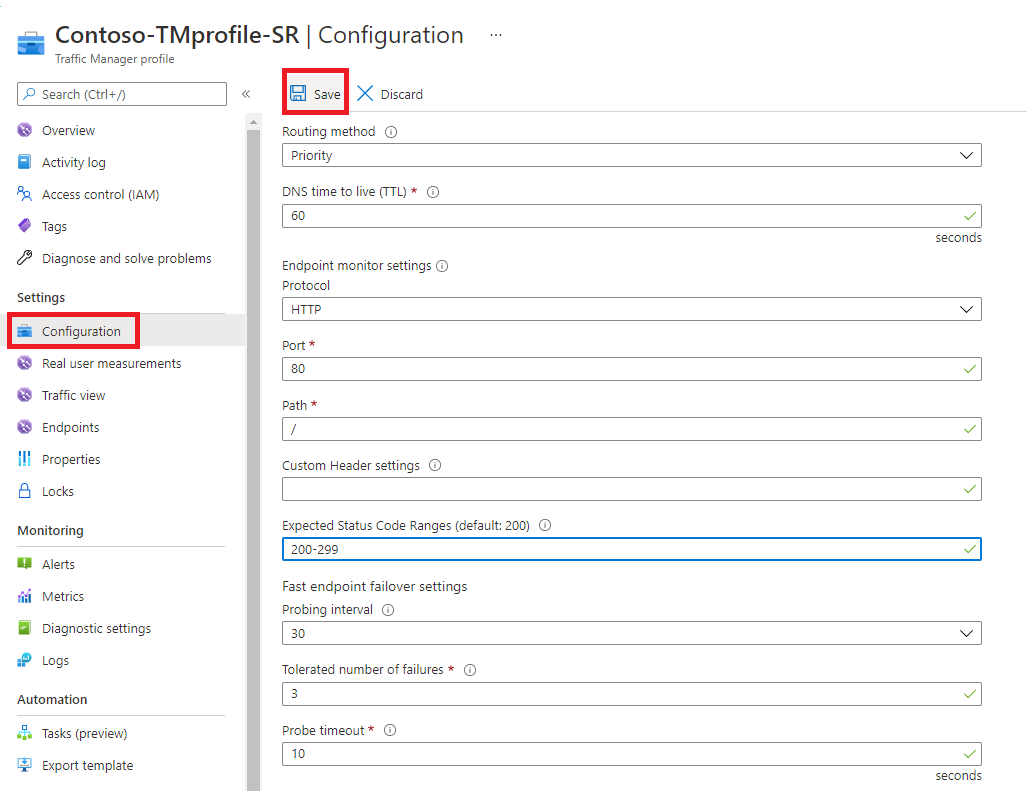 Contoso-TMprofile-SR | Configuration ...
Traffic Manager profile
Search (Ctrl+/) «
Overview
Activity log
Access control (IAM)
Tags
Diagnose and solve problems
Settings
Configuration
Real user measurements
Traffic view
Endpoints
Properties
Locks
Monitoring
Alerts
Metrics
Diagnostic settings
Logs
Automation
Tasks (preview)
Export template
Save Discard
Routing method
Priority
DNS time to live (TTL) *
60
seconds
Endpoint monitor settings
Protocol
HTTP
Port *
80
Path *
/
Custom Header settings
Expected Status Code Ranges (default: 200)
200-299
Fast endpoint failover settings
Probing interval
30
Tolerated number of failures *
3
Probe timeout *
10
seconds